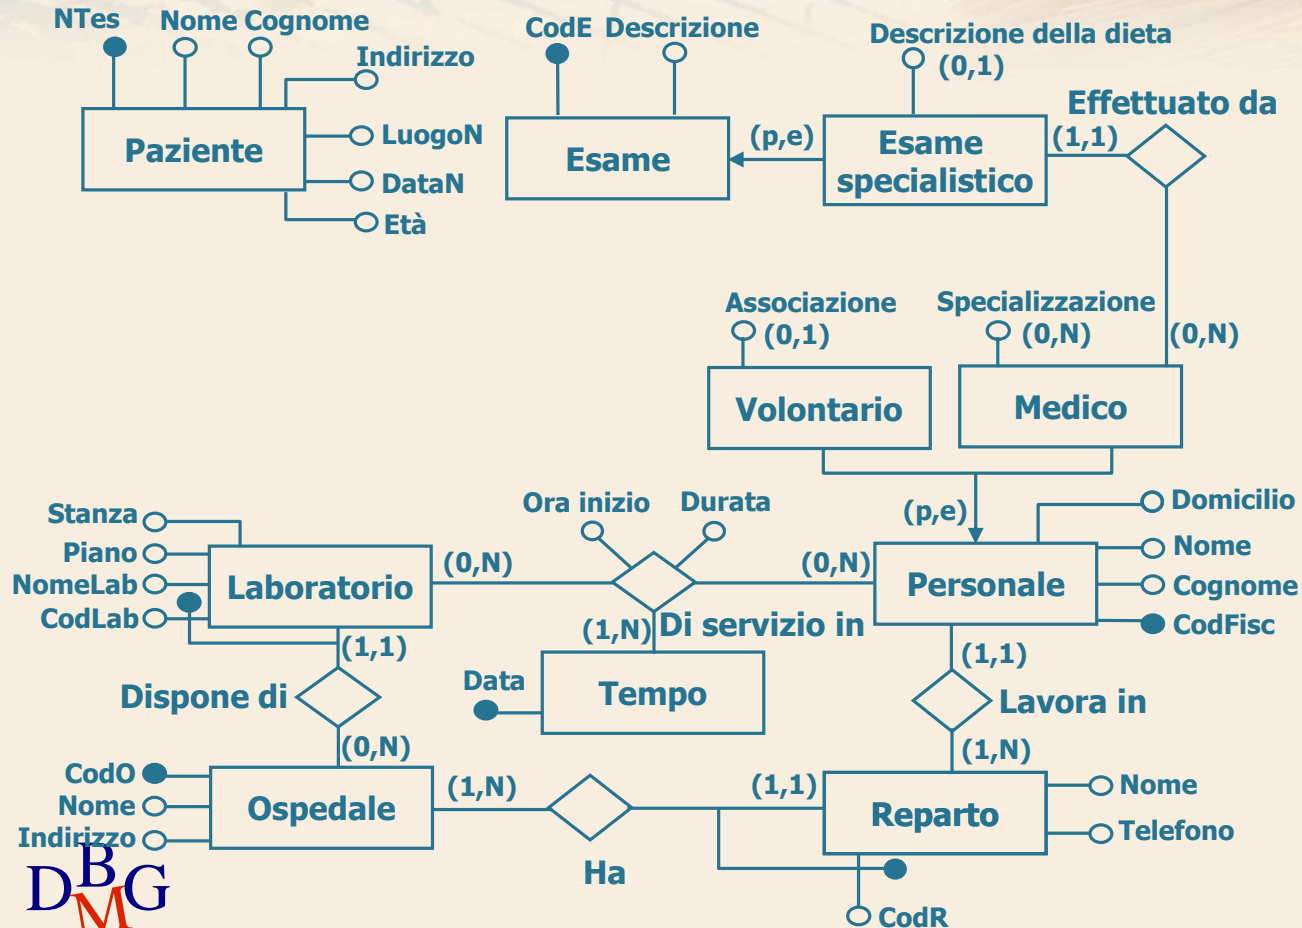 NTes Nome Cognome CodE Descrizione Descrizione della dieta
(0,1)
Indirizzo
Effettuato da
Paziente LuogoN Esame (p,e) Esame (1,1)
specialistico
DataN
Età
Associazione Specializzazione
(0,1) (0,N) (0,N)
Volontario Medico
Stanza Ora inizio Durata (p,e) Domicilio
Piano (0,N) (0,N) Nome
NomeLab Laboratorio Personale Cognome
CodLab CodFisc
(1,1) (1,N) Di servizio in (1,1)
Data Tempo
Dispone di Lavora in
(0,N) (1,N)
CodO (1,N) (1,1) Nome
Nome Ospedale Reparto
Indirizzo Telefono
Ha
CodR
DBMG